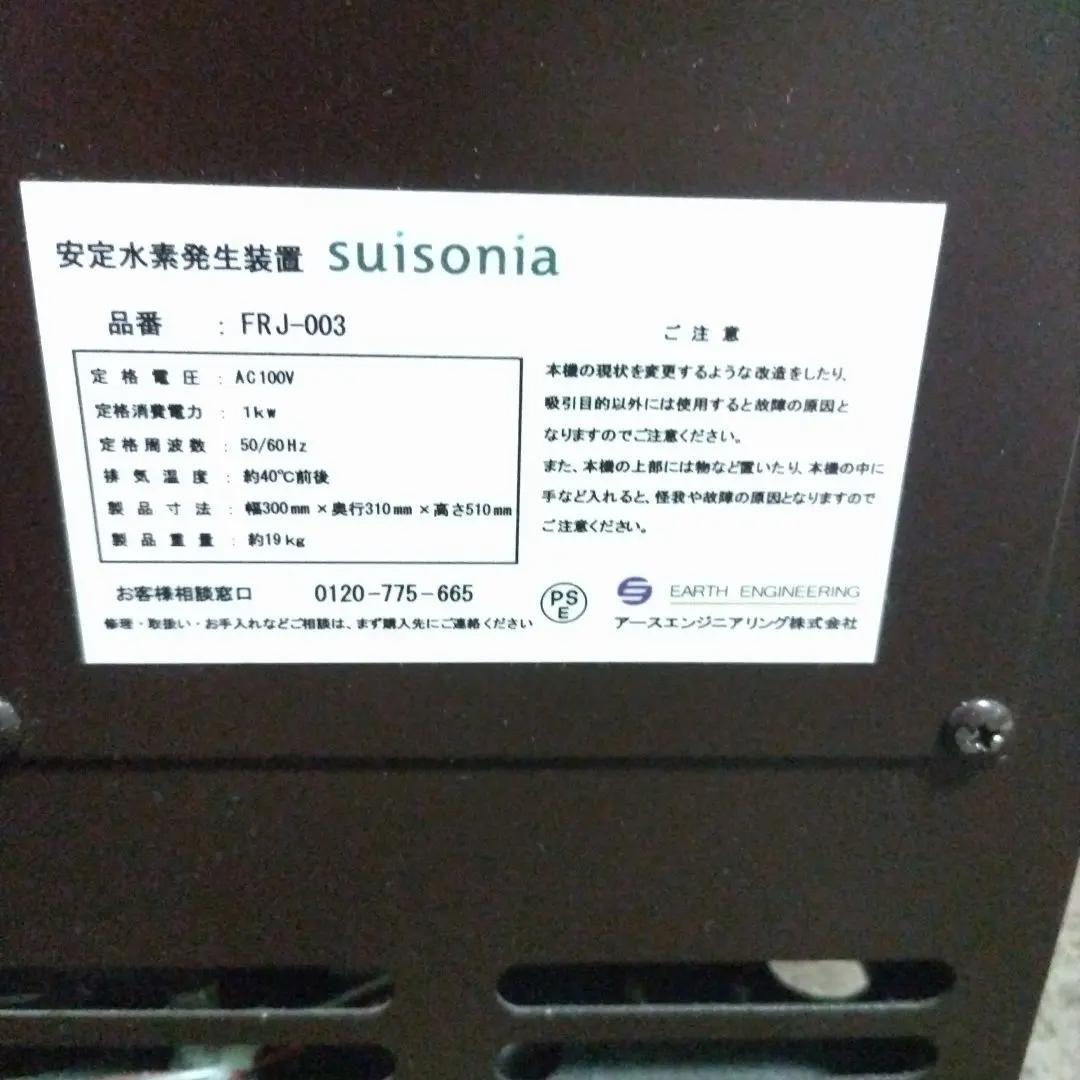 安定水素発生装置 suisonia
品番 : FRJ-003
定格電圧 : AC100V
定格消費電力 : 1kw
定格周波数 : 50/60Hz
排気温度 : 約40℃前後
製品寸法 : 幅300mm×奥行310mm×高さ510mm
製品重量 : 約19kg
ご注意
本機の現状を変更するような改造をしたり、
吸引目的以外には使用すると故障の原因と
なりますのでご注意ください。
また、本機の上部には物など置いたり、本機の中に
手など入れると、怪我や故障の原因となりますので
ご注意ください。
お客様相談窓口 0120-775-665
修理・取扱い・お手入れなどご相談は、まず購入先にご連絡ください
PS
E
EARTH ENGINEERING
アースエンジニアリング株式会社